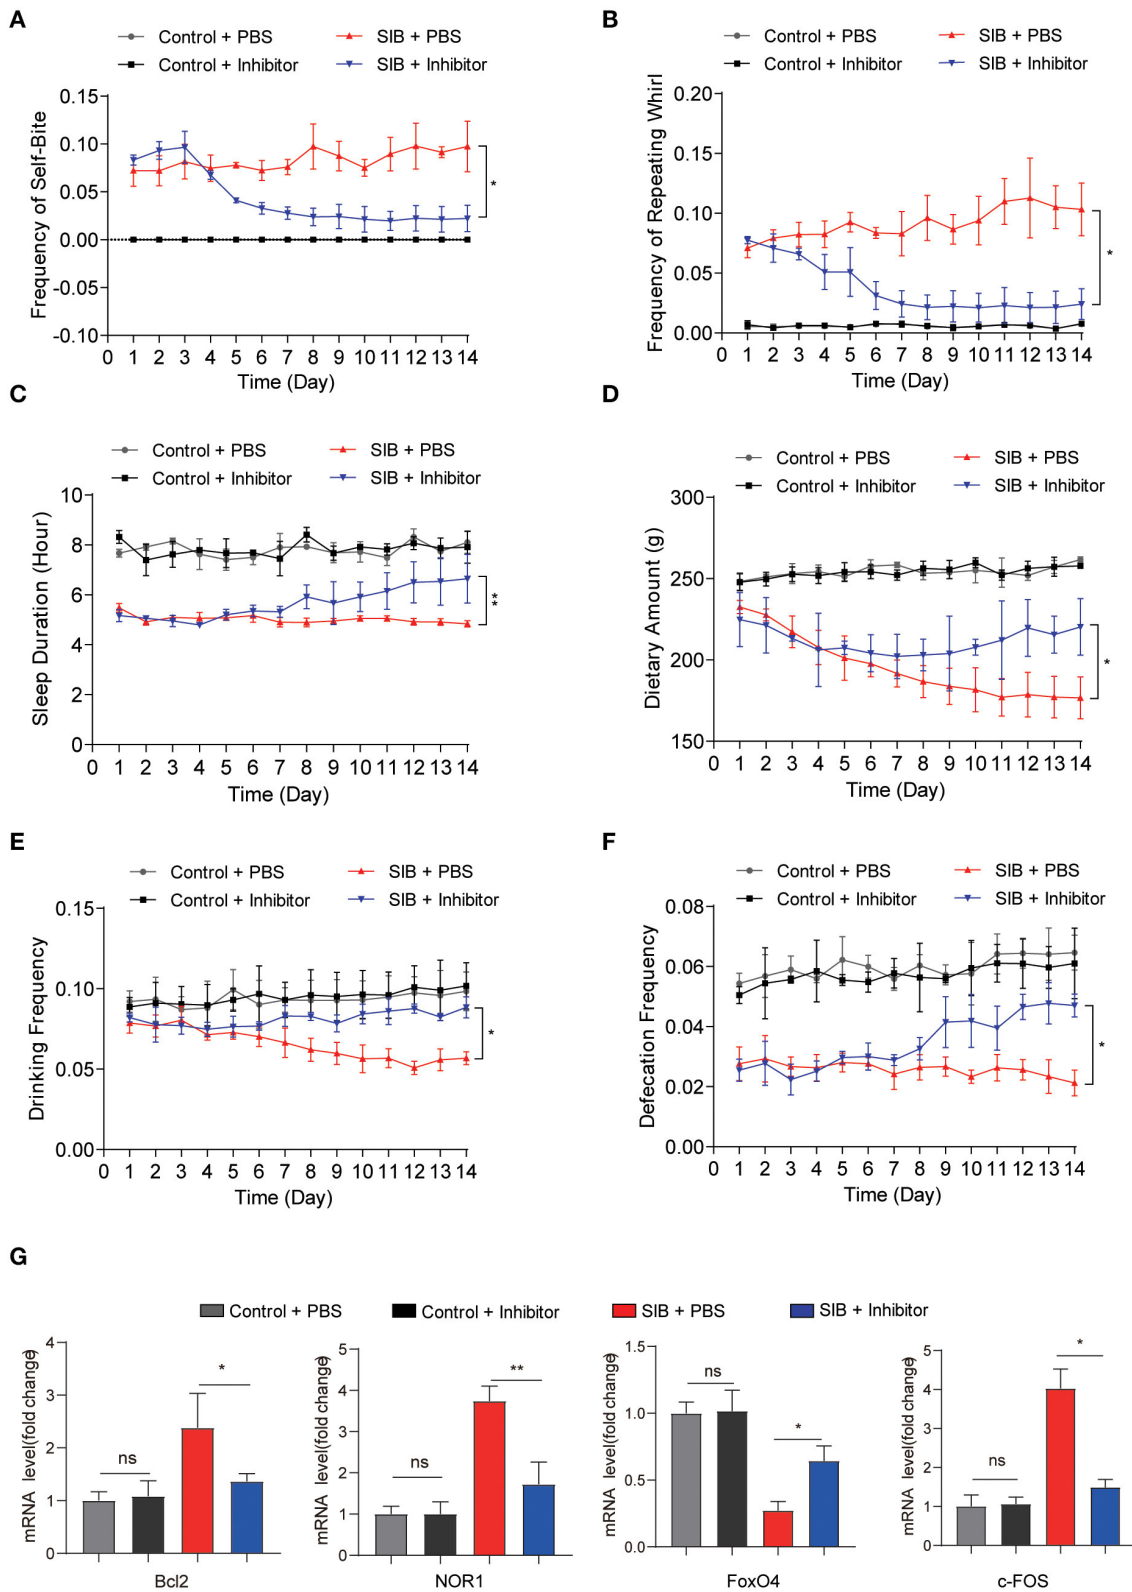 A
Control + PBS
SIB + PBS
Control + Inhibitor
SIB + Inhibitor
Frequency of Self-Bite
0.15
0.10
0.05
0.00
-0.05
-0.10
0 1 2 3 4 5 6 7 8 9 10 11 12 13 14
Time (Day)
*
B
Control + PBS
SIB + PBS
Control + Inhibitor
SIB + Inhibitor
Frequency of Repeating Whirl
0.20
0.15
0.10
0.05
0.00
0 1 2 3 4 5 6 7 8 9 10 11 12 13 14
Time (Day)
*
C
Control + PBS
SIB + PBS
Control + Inhibitor
SIB + Inhibitor
Sleep Duration (Hour)
10
8
6
4
2
0
0 1 2 3 4 5 6 7 8 9 10 11 12 13 14
Time (Day)
**
D
Control + PBS
SIB + PBS
Control + Inhibitor
SIB + Inhibitor
Dietary Amount (g)
300
250
200
150
0 1 2 3 4 5 6 7 8 9 10 11 12 13 14
Time (Day)
*
E
Control + PBS
SIB + PBS
Control + Inhibitor
SIB + Inhibitor
Drinking Frequency
0.15
0.10
0.05
0.00
0 1 2 3 4 5 6 7 8 9 10 11 12 13 14
Time (Day)
*
F
Control + PBS
SIB + PBS
Control + Inhibitor
SIB + Inhibitor
Defecation Frequency
0.08
0.06
0.04
0.02
0.00
0 1 2 3 4 5 6 7 8 9 10 11 12 13 14
Time (Day)
*
G
Control + PBS
Control + Inhibitor
SIB + PBS
SIB + Inhibitor
mRNA level(fold change)
4
3
2
1
0
ns
*
Bcl2
mRNA level(fold change)
5
4
3
2
1
0
ns
**
NOR1
mRNA level(fold change)
1.5
1.0
0.5
0.0
ns
*
FoxO4
mRNA level(fold change)
5
4
3
2
1
0
ns
*
c-FOS